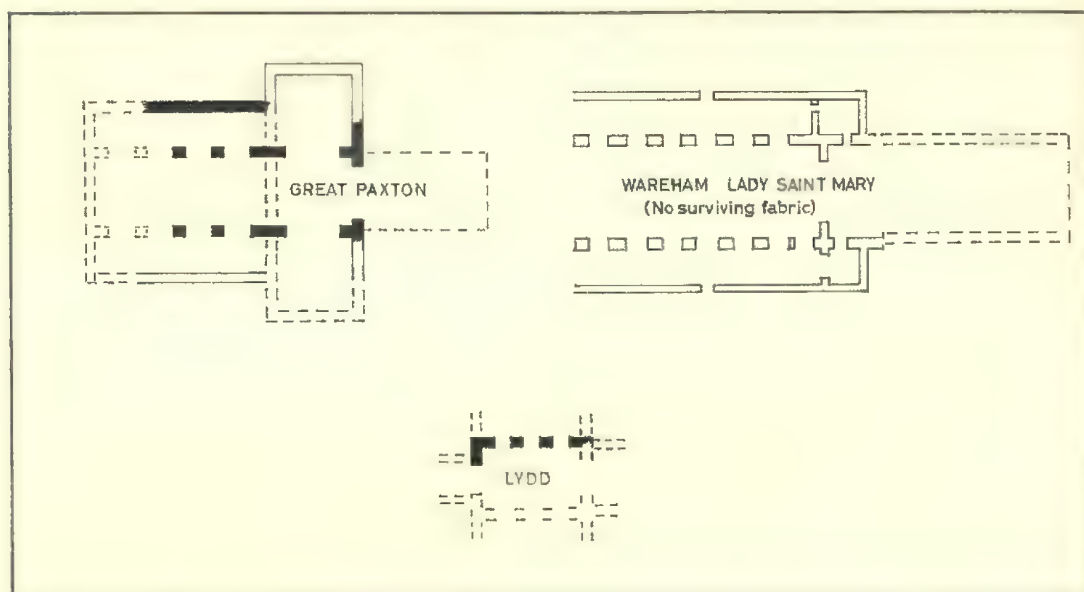 GREAT PAXTON
WAREHAM LADY SAINT MARY
(No surviving fabric)
LYDD